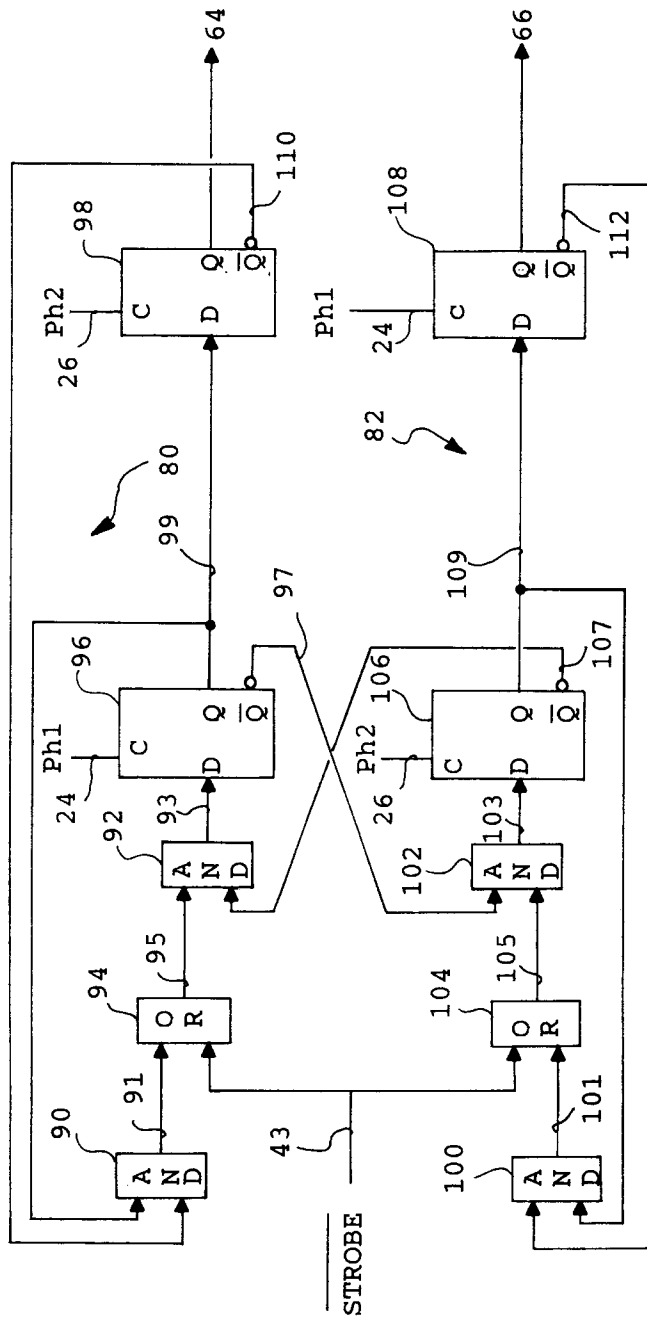 64
110
98
Q
Q̅
Ph2
C
D
26
80
99
97
96
Q
Q̅
Ph1
C
D
24
93
92
AND
95
94
OR
91
90
AND
43
S̅T̅R̅O̅B̅E̅
66
112
108
Q
Q̅
Ph1
C
D
24
82
109
107
106
Q
Q̅
Ph2
C
D
26
103
102
AND
105
104
OR
101
100
AND